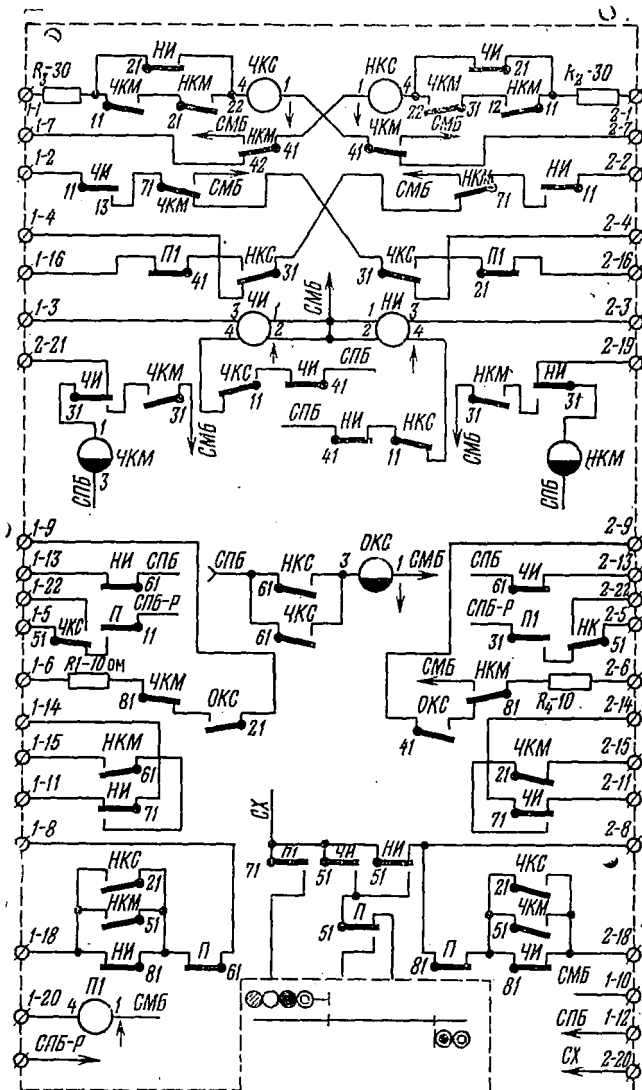 НИ
ЧКС
НКС
ЧИ
R3-30
21
4
1
1
4
21
R2-30
ЧКМ
НКМ
ЧКМ
НКМ
1-1
11
21
22
22
31
12
11
2-1
1-7
СМБ
НКМ
ЧКМ
СМБ
2-7
41
41
1-2
42
2-2
ЧИ
СМБ
СМБ
НКМ
НИ
11
13
71
ЧКМ
71
11
1-4
2-4
1-16
П1
НКС
ЧКС
П1
2-16
41
31
31
21
1-3
ЧИ
СМБ
НИ
2-3
3
1
1
3
4
2
2
4
2-21
2-19
ЧКС
ЧИ
СПБ
11
41
ЧИ
ЧКМ
НКМ
НИ
31
31
31
31
СПБ
НИ
НКС
41
11
1
ЧКМ
СМБ
СМБ
НКМ
3
СПБ
СПБ
1-9
2-9
1-13
НИ
СПБ
СПБ
НКС
3
ОКС
1
СМБ
СПБ
ЧИ
2-13
61
61
61
1-22
П
СПБ-Р
ЧКС
СПБ-Р
П1
2-22
1-5
ЧКС
НК
2-5
51
11
61
31
51
1-6
R1-10 ом
ЧКМ
ОКС
СМБ
НКМ
2-6
81
21
ОКС
81
R4-10
41
1-14
2-14
1-15
НКМ
ЧКМ
2-15
61
21
1-11
НИ
ЧИ
2-11
71
71
1-8
СХ
2-8
П1
ЧИ
НИ
71
51
51
НКС
ЧКС
21
21
НКМ
П
ЧКМ
51
51
51
1-18
НИ
П
П
ЧИ
2-18
81
61
81
81
П1
СМБ
1-10
1-20
4
1
СМБ
СПБ
1-12
СПБ-Р
СХ
2-20